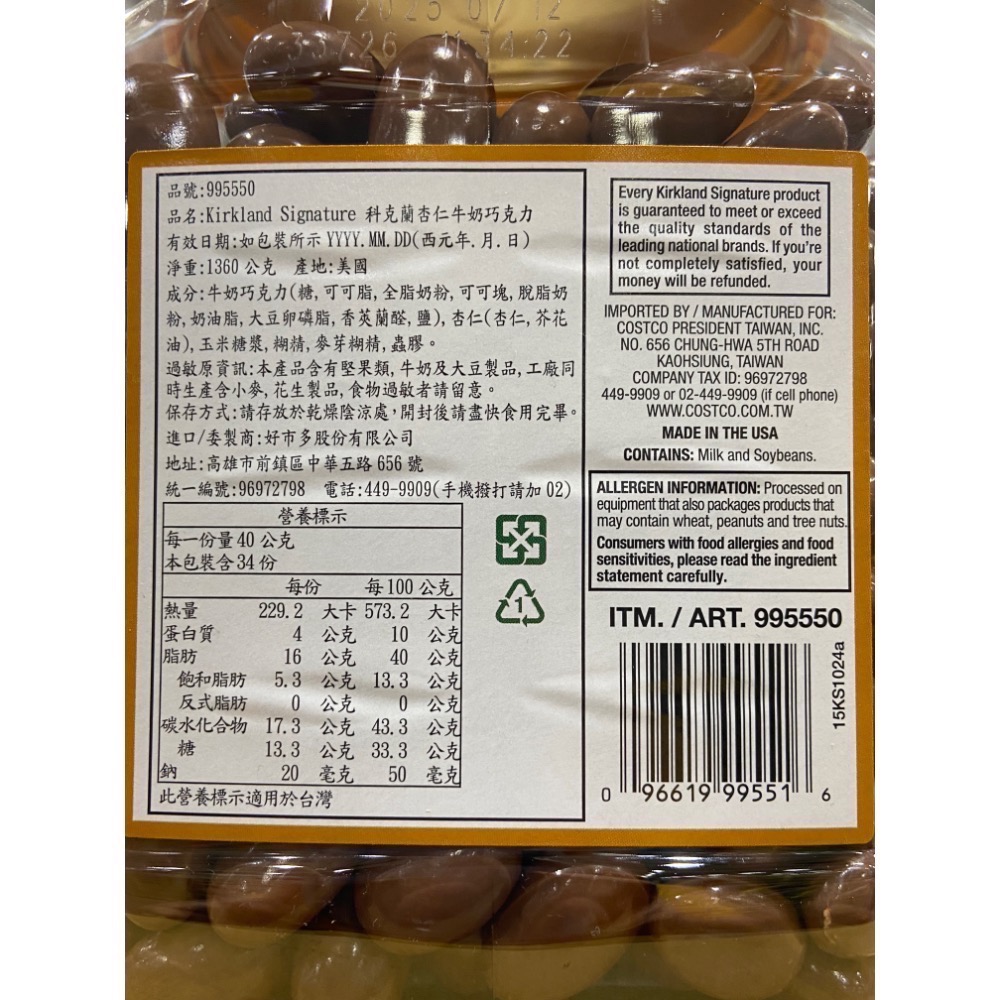 2025 07 12
33726 11:34:22
品號:995550
品名:Kirkland Signature 科克蘭杏仁牛奶巧克力
有效日期:如包裝所示 YYYY.MM.DD(西元年.月.日)
淨重:1360 公克 產地:美國
成分:牛奶巧克力(糖,可可脂,全脂奶粉,可可塊,脫脂奶
粉,奶油脂,大豆卵磷脂,香莢蘭醛,鹽),杏仁(杏仁,芥花
油),玉米糖漿,糊精,麥芽糊精,蟲膠。
過敏原資訊:本產品含有堅果類,牛奶及大豆製品,工廠同
時生產含小麥,花生製品,食物過敏者請留意。
保存方式:請存放於乾燥陰涼處,開封後請盡快食用完畢。
進口/委製商:好市多股份有限公司
地址:高雄市前鎮區中華五路 656 號
統一編號:96972798 電話:449-9909(手機撥打請加 02)
營養標示
每一份量 40 公克
本包裝含 34 份
每份 每 100 公克
熱量 229.2 大卡 573.2 大卡
蛋白質 4 公克 10 公克
脂肪 16 公克 40 公克
飽和脂肪 5.3 公克 13.3 公克
反式脂肪 0 公克 0 公克
碳水化合物 17.3 公克 43.3 公克
糖 13.3 公克 33.3 公克
鈉 20 毫克 50 毫克
此營養標示適用於台灣
1
Every Kirkland Signature product
is guaranteed to meet or exceed
the quality standards of the
leading national brands. If you're
not completely satisfied, your
money will be refunded.
IMPORTED BY / MANUFACTURED FOR:
COSTCO PRESIDENT TAIWAN, INC.
NO. 656 CHUNG-HWA 5TH ROAD
KAOHSIUNG, TAIWAN
COMPANY TAX ID: 96972798
449-9909 or 02-449-9909 (if cell phone)
WWW.COSTCO.COM.TW
MADE IN THE USA
CONTAINS: Milk and Soybeans.
ALLERGEN INFORMATION: Processed on
equipment that also packages products that
may contain wheat, peanuts and tree nuts.
Consumers with food allergies and food
sensitivities, please read the ingredient
statement carefully.
ITM. / ART. 995550
15KS1024a
0 96619 99551 6